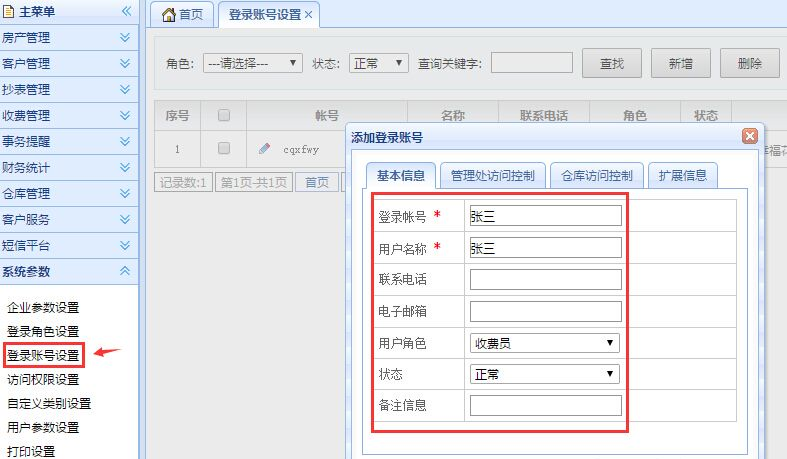 主菜单
首页
登录账号设置
房产管理
客户管理
抄表管理
收费管理
事务提醒
财务统计
仓库管理
客户服务
短信平台
系统参数
企业参数设置
登录角色设置
登录账号设置
访问权限设置
自定义类别设置
用户参数设置
打印设置
角色: ---请选择--- 状态: 正常 查询关键字: 查找 新增 删除
序号 帐号 名称 联系电话 角色 状态
1 cqxfwy
记录数:1 第1页-共1页 首页
添加登录账号
基本信息 管理处访问控制 仓库访问控制 扩展信息
登录帐号 * 张三
用户名称 * 张三
联系电话
电子邮箱
用户角色 收费员
状态 正常
备注信息